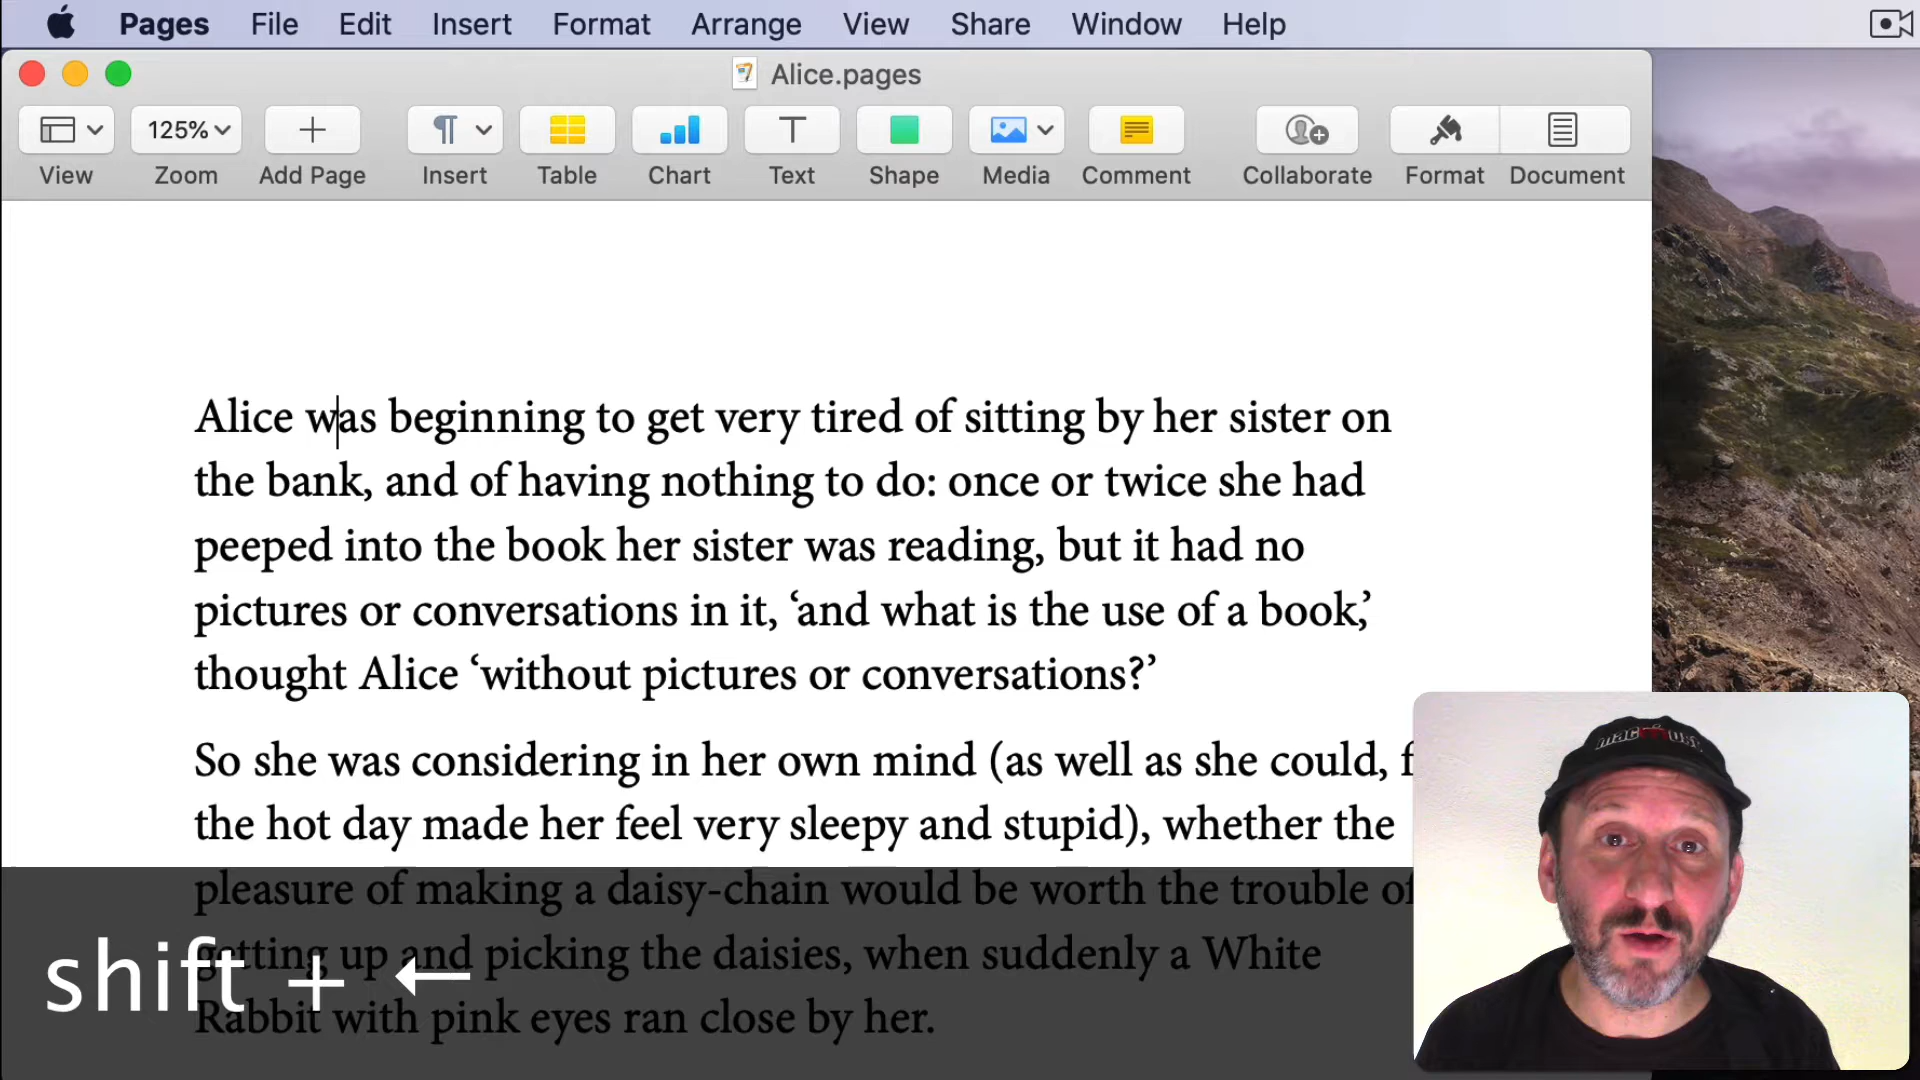 Pages File Edit Insert Format Arrange View Share Window Help
Alice.pages
125%
View Zoom Add Page Insert Table Chart Text Shape Media Comment Collaborate Format Document
Alice was beginning to get very tired of sitting by her sister on
the bank, and of having nothing to do: once or twice she had
peeped into the book her sister was reading, but it had no
pictures or conversations in it, ‘and what is the use of a book,’
thought Alice ‘without pictures or conversations?’
So she was considering in her own mind (as well as she could, f
the hot day made her feel very sleepy and stupid), whether the
pleasure of making a daisy-chain would be worth the trouble of
getting up and picking the daisies, when suddenly a White
Rabbit with pink eyes ran close by her.
shift + ←